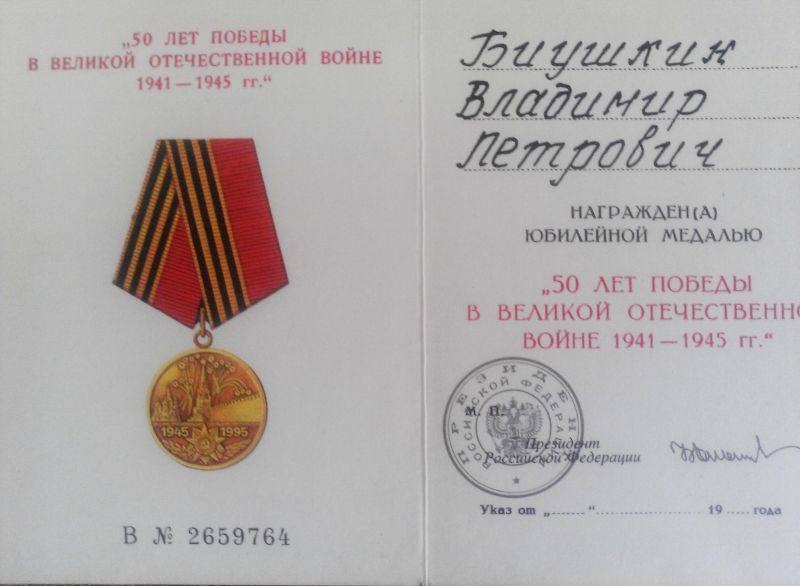 „50 ЛЕТ ПОБЕДЫ
В ВЕЛИКОЙ ОТЕЧЕСТВЕННОЙ ВОЙНЕ
1941—1945 гг.“
1945 1995
В № 2659764
Биушкин
Владимир
Петрович
НАГРАЖДЕН(А)
ЮБИЛЕЙНОЙ МЕДАЛЬЮ
„50 ЛЕТ ПОБЕДЫ
В ВЕЛИКОЙ ОТЕЧЕСТВЕННО
ВОЙНЕ 1941—1945 гг.“
ПРЕЗИДЕНТ
РОССИЙСКОЙ ФЕДЕРАЦИИ
М. П.
Президент
Российской Федерации
Указ от „......“ .................... 19 ..... года